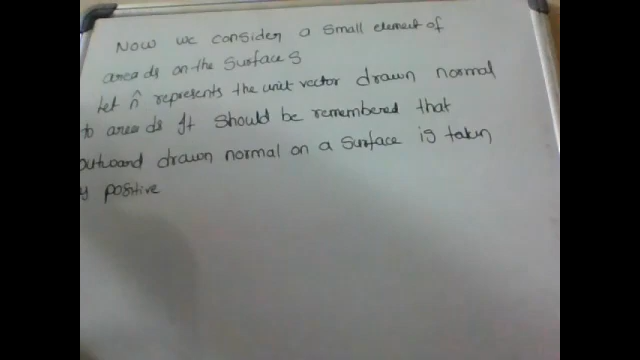 Now we consider a small element of
area ds on the surface S
Let n̂ represents the unit vector drawn normal
to area ds It should be remembered that
outward drawn normal on a surface is taken
positive